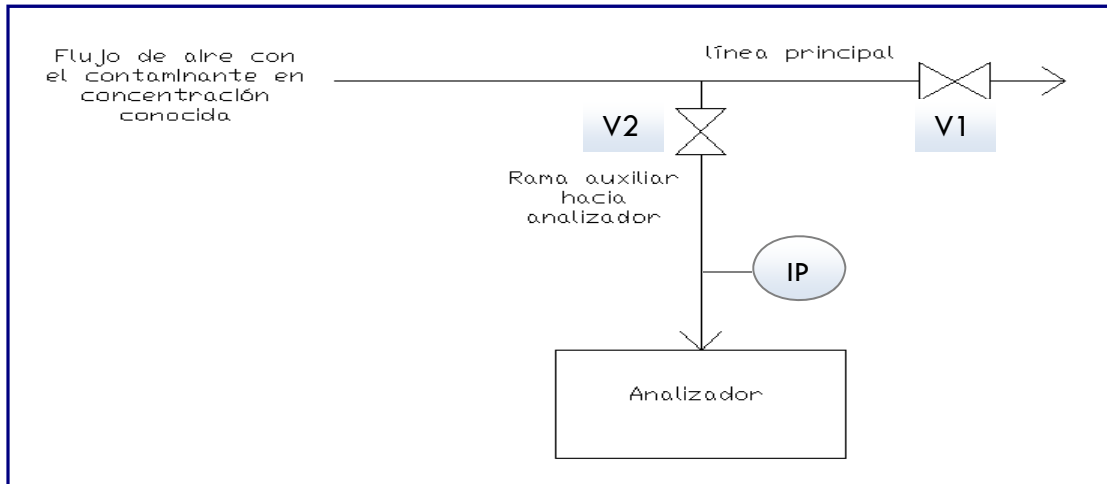 Flujo de aire con
el contaminante en
concentración
conocida
línea principal
V2
V1
Rama auxiliar
hacia
analizador
IP
Analizador